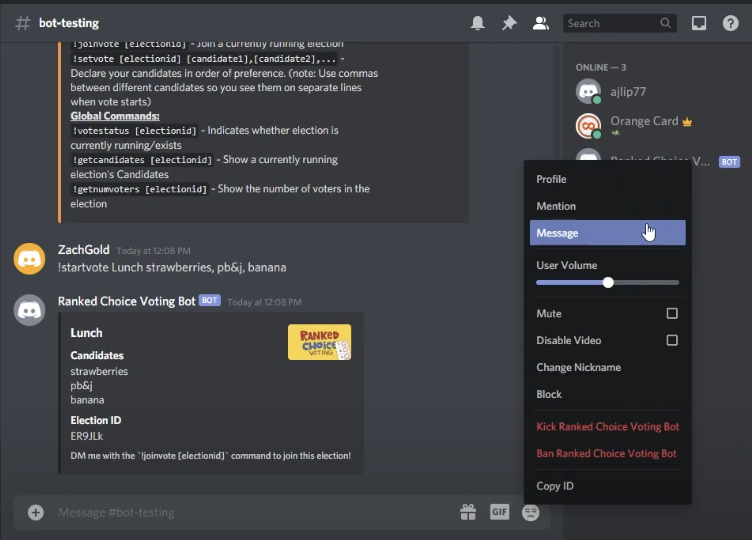 # bot-testing
Search
!joinvote [electionid] - Join a currently running election
!setvote [electionid] [candidate1],[candidate2],... -
Declare your candidates in order of preference. (note: Use commas
between different candidates so you see them on separate lines
when vote starts)
Global Commands:
!votestatus [electionid] - Indicates whether election is
currently running/exists
!getcandidates [electionid] - Show a currently running
election's Candidates
!getnumvoters [electionid] - Show the number of voters in the
election
ZachGold Today at 12:08 PM
!startvote Lunch strawberries, pb&j, banana
Ranked Choice Voting Bot BOT Today at 12:08 PM
Lunch
RANKED
CHOICE
VOTING
Candidates
strawberries
pb&j
banana
Election ID
ER9JLk
DM me with the `!joinvote [electionid]` command to join this election!
Message #bot-testing
GIF
ONLINE — 3
ajlip77
Orange Card
Ranked Choice V... BOT
Profile
Mention
Message
User Volume
Mute
Disable Video
Change Nickname
Block
Kick Ranked Choice Voting Bot
Ban Ranked Choice Voting Bot
Copy ID